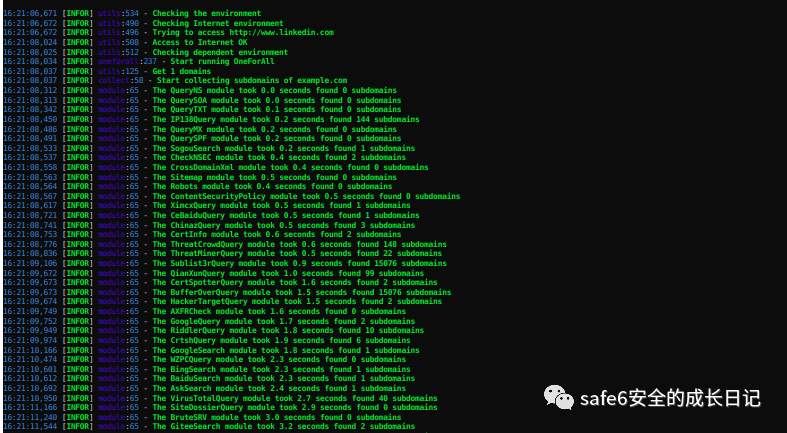 16:21:06,671 [INFOR] utils:534 - Checking the environment
16:21:06,672 [INFOR] utils:490 - Checking Internet environment
16:21:06,672 [INFOR] utils:496 - Trying to access http://www.linkedin.com
16:21:08,024 [INFOR] utils:508 - Access to Internet OK
16:21:08,025 [INFOR] utils:512 - Checking dependent environment
16:21:08,034 [INFOR] oneforall:237 - Start running OneForAll
16:21:08,037 [INFOR] utils:125 - Get 1 domains
16:21:08,037 [INFOR] collect:58 - Start collecting subdomains of example.com
16:21:08,312 [INFOR] module:65 - The QueryNS module took 0.0 seconds found 0 subdomains
16:21:08,313 [INFOR] module:65 - The QuerySOA module took 0.0 seconds found 0 subdomains
16:21:08,342 [INFOR] module:65 - The QueryTXT module took 0.1 seconds found 0 subdomains
16:21:08,450 [INFOR] module:65 - The IP138Query module took 0.2 seconds found 144 subdomains
16:21:08,486 [INFOR] module:65 - The QueryMX module took 0.2 seconds found 0 subdomains
16:21:08,491 [INFOR] module:65 - The QuerySPF module took 0.2 seconds found 0 subdomains
16:21:08,533 [INFOR] module:65 - The SogouSearch module took 0.2 seconds found 1 subdomains
16:21:08,537 [INFOR] module:65 - The CheckNSEC module took 0.4 seconds found 2 subdomains
16:21:08,558 [INFOR] module:65 - The CrossDomainXml module took 0.4 seconds found 0 subdomains
16:21:08,563 [INFOR] module:65 - The Sitemap module took 0.5 seconds found 0 subdomains
16:21:08,564 [INFOR] module:65 - The Robots module took 0.4 seconds found 0 subdomains
16:21:08,567 [INFOR] module:65 - The ContentSecurityPolicy module took 0.5 seconds found 0 subdomains
16:21:08,617 [INFOR] module:65 - The XimcxQuery module took 0.5 seconds found 1 subdomains
16:21:08,721 [INFOR] module:65 - The CeBaiduQuery module took 0.5 seconds found 1 subdomains
16:21:08,741 [INFOR] module:65 - The ChinazQuery module took 0.5 seconds found 3 subdomains
16:21:08,753 [INFOR] module:65 - The CertInfo module took 0.6 seconds found 2 subdomains
16:21:08,776 [INFOR] module:65 - The ThreatCrowdQuery module took 0.6 seconds found 148 subdomains
16:21:08,836 [INFOR] module:65 - The ThreatMinerQuery module took 0.5 seconds found 22 subdomains
16:21:09,106 [INFOR] module:65 - The Sublist3rQuery module took 0.9 seconds found 15076 subdomains
16:21:09,672 [INFOR] module:65 - The QianXunQuery module took 1.0 seconds found 99 subdomains
16:21:09,673 [INFOR] module:65 - The CertSpotterQuery module took 1.6 seconds found 2 subdomains
16:21:09,673 [INFOR] module:65 - The BufferOverQuery module took 1.5 seconds found 15076 subdomains
16:21:09,674 [INFOR] module:65 - The HackerTargetQuery module took 1.5 seconds found 2 subdomains
16:21:09,749 [INFOR] module:65 - The AXFRCheck module took 1.6 seconds found 0 subdomains
16:21:09,752 [INFOR] module:65 - The GoogleQuery module took 1.7 seconds found 2 subdomains
16:21:09,949 [INFOR] module:65 - The RiddlerQuery module took 1.8 seconds found 10 subdomains
16:21:09,974 [INFOR] module:65 - The CrtshQuery module took 1.9 seconds found 6 subdomains
16:21:10,166 [INFOR] module:65 - The GoogleSearch module took 1.8 seconds found 1 subdomains
16:21:10,474 [INFOR] module:65 - The WZPCQuery module took 2.3 seconds found 0 subdomains
16:21:10,601 [INFOR] module:65 - The BingSearch module took 2.3 seconds found 1 subdomains
16:21:10,612 [INFOR] module:65 - The BaiduSearch module took 2.3 seconds found 1 subdomains
16:21:10,692 [INFOR] module:65 - The AskSearch module took 2.4 seconds found 1 subdomains
16:21:10,950 [INFOR] module:65 - The VirusTotalQuery module took 2.7 seconds found 40 subdomains
16:21:11,166 [INFOR] module:65 - The SiteDossierQuery module took 2.9 seconds found 0 subdomains
16:21:11,240 [INFOR] module:65 - The BruteSRV module took 3.0 seconds found 0 subdomains
16:21:11,544 [INFOR] module:65 - The GiteeSearch module took 3.2 seconds found 2 subdomains
safe6安全的成长日记